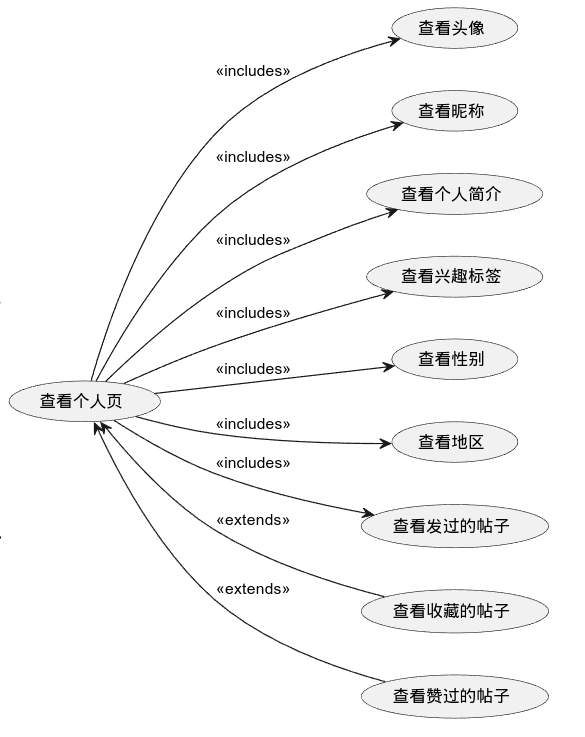 查看头像
«includes»
查看昵称
«includes»
查看个人简介
«includes»
查看兴趣标签
«includes»
查看性别
«includes»
查看个人页
«includes»
查看地区
«includes»
查看发过的帖子
«extends»
查看收藏的帖子
«extends»
查看赞过的帖子